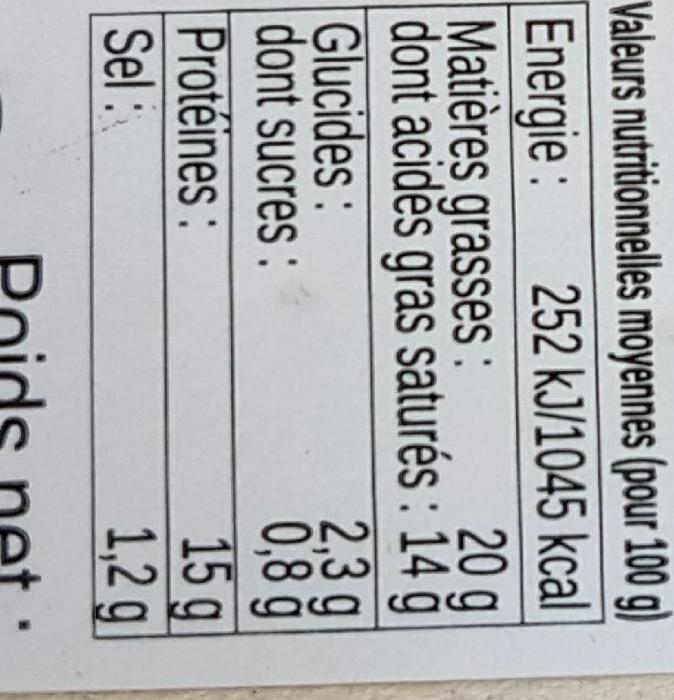 Valeurs nutritionnelles moyennes (pour 100 g)
Energie : 252 kJ/1045 kcal
Matières grasses : 20 g
dont acides gras saturés : 14 g
Glucides : 2,3 g
dont sucres : 0,8 g
Protéines : 15 g
Sel : 1,2 g
Poids net :